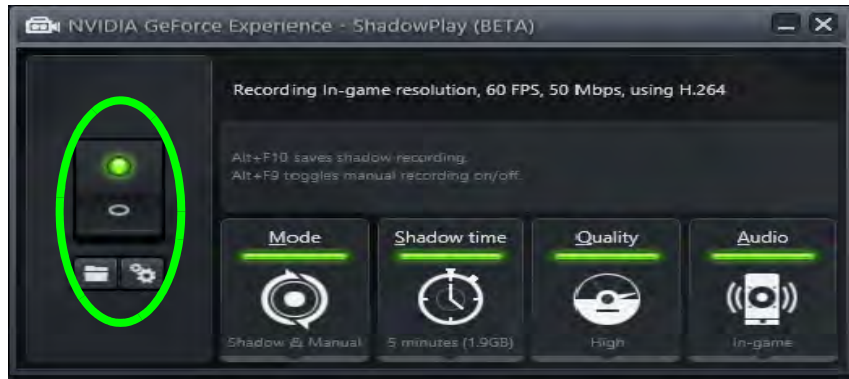 NVIDIA GeForce Experience - ShadowPlay (BETA)
Recording In-game resolution, 60 FPS, 50 Mbps, using H.264
Alt+F10 saves shadow recording.
Alt+F9 toggles manual recording on/off.
Mode
Shadow time
Quality
Audio
Shadow & Manual
5 minutes (1.9GB)
High
In-game